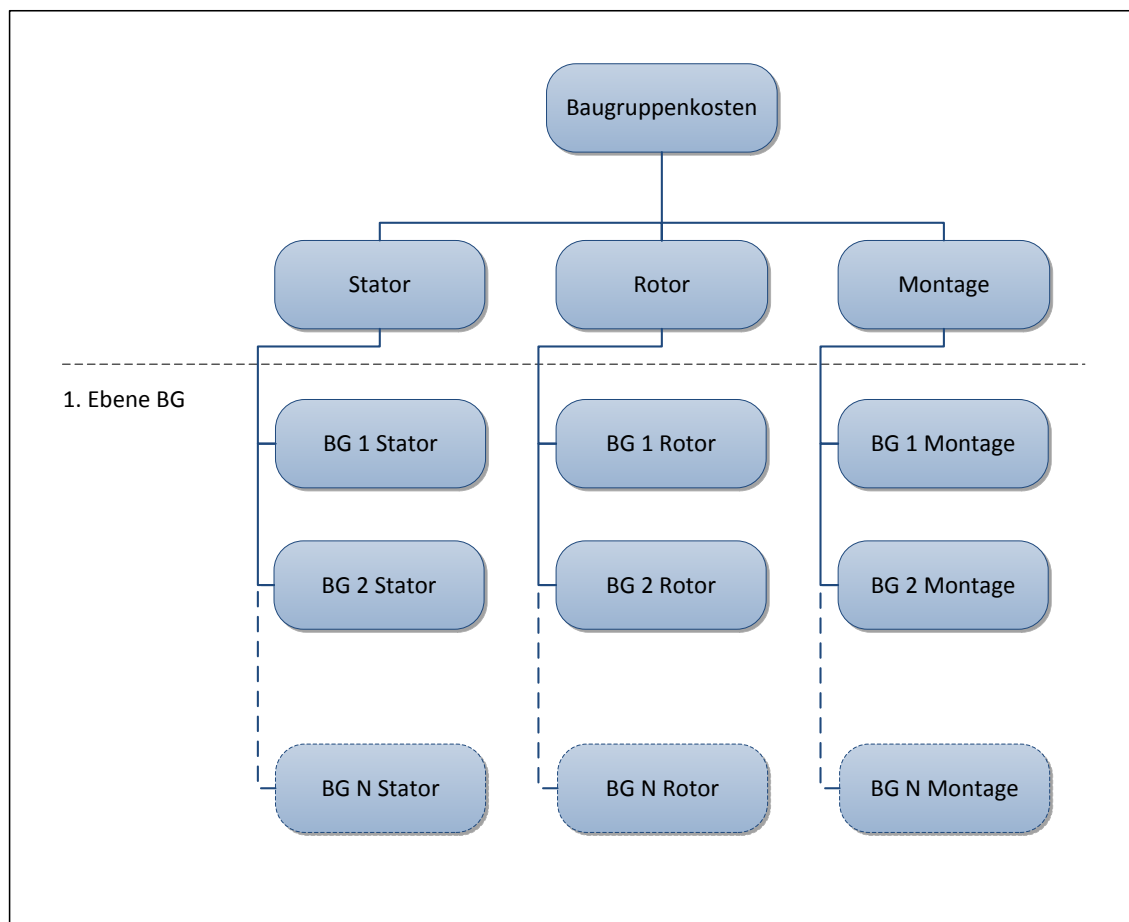 Baugruppenkosten
Stator
Rotor
Montage
1. Ebene BG
BG 1 Stator
BG 1 Rotor
BG 1 Montage
BG 2 Stator
BG 2 Rotor
BG 2 Montage
BG N Stator
BG N Rotor
BG N Montage